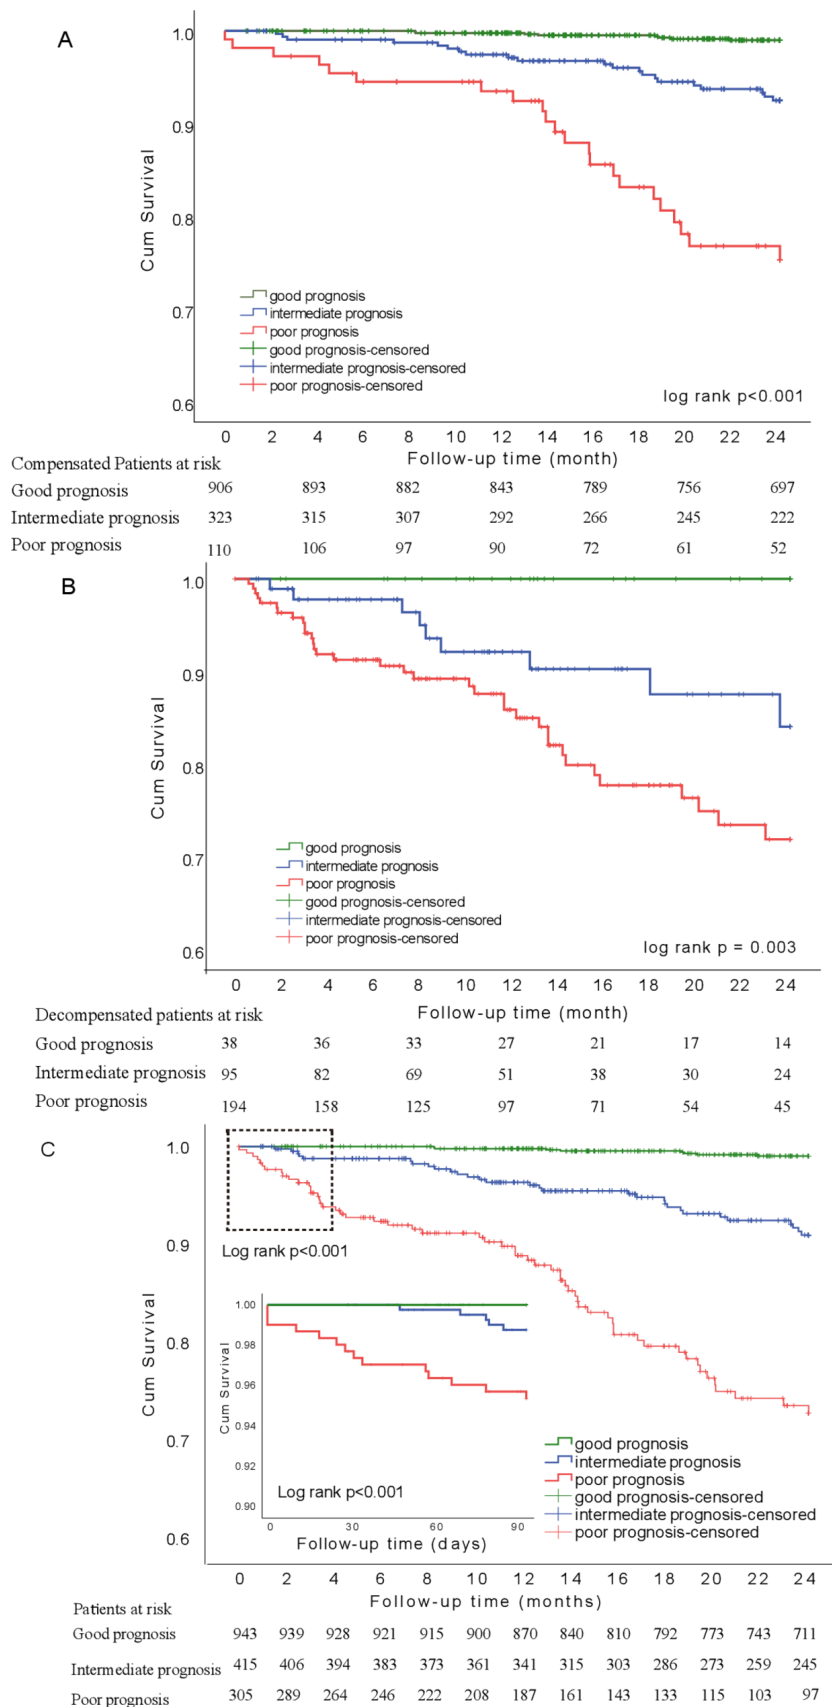 A
1.0
0.9
0.8
0.7
0.6
Cum Survival
good prognosis
intermediate prognosis
poor prognosis
good prognosis-censored
intermediate prognosis-censored
poor prognosis-censored
log rank p<0.001
0 2 4 6 8 10 12 14 16 18 20 22 24
Follow-up time (month)
Compensated Patients at risk
Good prognosis 906 893 882 843 789 756 697
Intermediate prognosis 323 315 307 292 266 245 222
Poor prognosis 110 106 97 90 72 61 52
B
1.0
0.9
0.8
0.7
0.6
Cum Survival
good prognosis
intermediate prognosis
poor prognosis
good prognosis-censored
intermediate prognosis-censored
poor prognosis-censored
log rank p = 0.003
0 2 4 6 8 10 12 14 16 18 20 22 24
Follow-up time (month)
Decompensated patients at risk
Good prognosis 38 36 33 27 21 17 14
Intermediate prognosis 95 82 69 51 38 30 24
Poor prognosis 194 158 125 97 71 54 45
C
1.0
0.9
0.8
0.7
0.6
Cum Survival
Log rank p<0.001
1.00
0.98
0.96
0.94
0.92
0.90
Cum Survival
Log rank p<0.001
0 30 60 90
Follow-up time (days)
good prognosis
intermediate prognosis
poor prognosis
good prognosis-censored
intermediate prognosis-censored
poor prognosis-censored
0 2 4 6 8 10 12 14 16 18 20 22 24
Follow-up time (months)
Patients at risk
Good prognosis 943 939 928 921 915 900 870 840 810 792 773 743 711
Intermediate prognosis 415 406 394 383 373 361 341 315 303 286 273 259 245
Poor prognosis 305 289 264 246 222 208 187 161 143 133 115 103 97